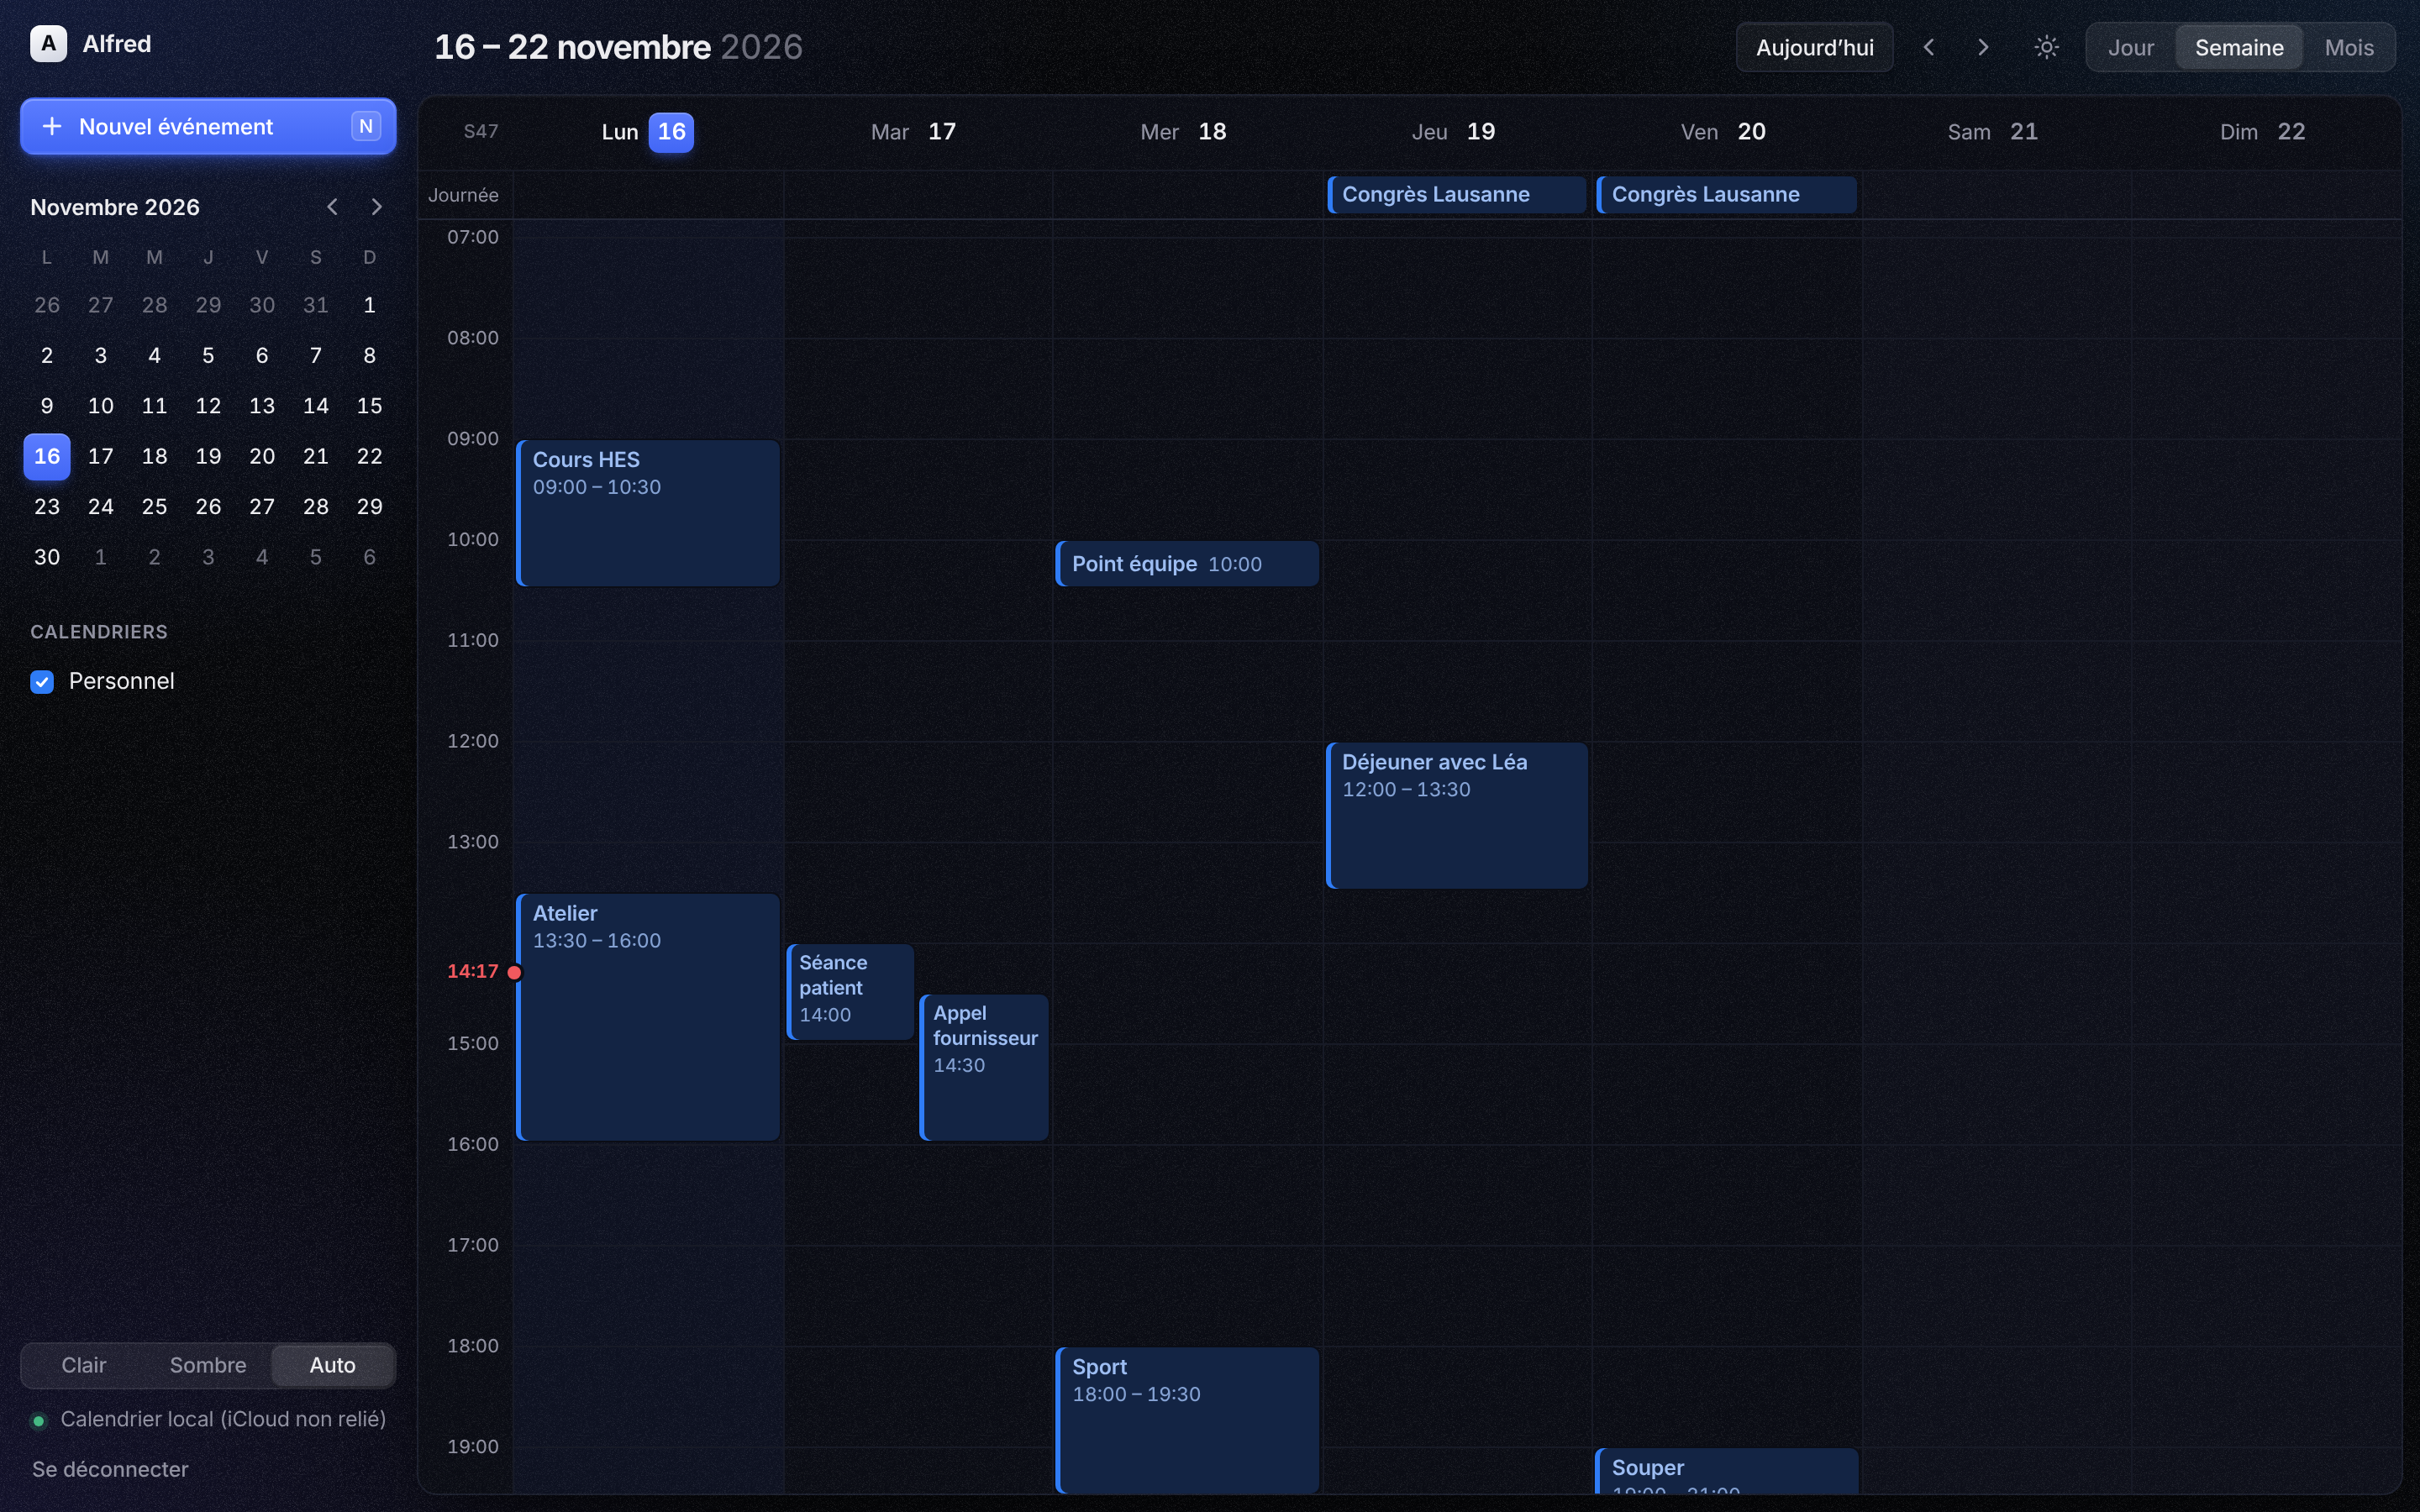 A Alfred
16 – 22 novembre 2026
Aujourd’hui
Jour Semaine Mois
Nouvel événement N
Novembre 2026
L M M J V S D
26 27 28 29 30 31 1
2 3 4 5 6 7 8
9 10 11 12 13 14 15
16 17 18 19 20 21 22
23 24 25 26 27 28 29
30 1 2 3 4 5 6
CALENDRIERS
Personnel
Clair Sombre Auto
Calendrier local (iCloud non relié)
Se déconnecter
S47 Lun 16 Mar 17 Mer 18 Jeu 19 Ven 20 Sam 21 Dim 22
Journée Congrès Lausanne Congrès Lausanne
07:00
08:00
09:00
Cours HES
09:00 – 10:30
10:00
Point équipe 10:00
11:00
12:00
Déjeuner avec Léa
12:00 – 13:30
13:00
Atelier
13:30 – 16:00
14:17
Séance
patient
14:00
Appel
fournisseur
14:30
15:00
16:00
17:00
18:00
Sport
18:00 – 19:30
19:00
Souper
19:00 – 21:00